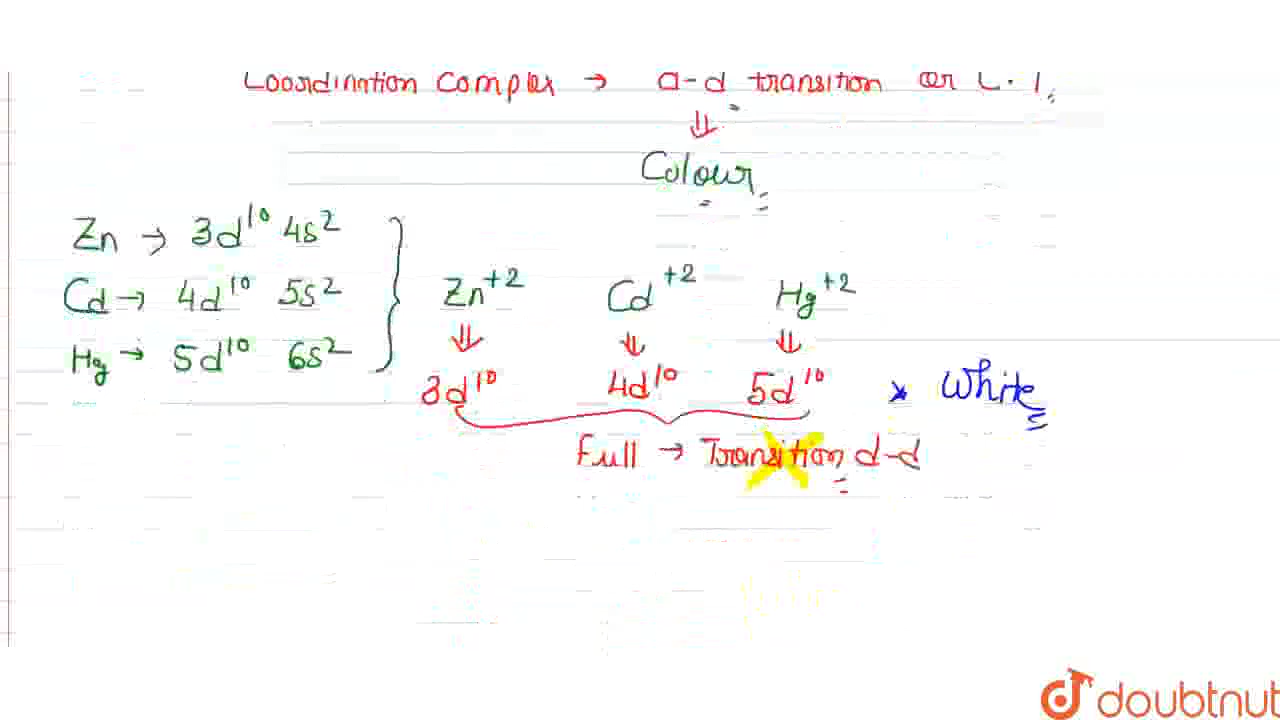 Coordination Complex → d-d transition or C.T.
⇓
Colour
Zn → 3d¹⁰ 4s²
Cd → 4d¹⁰ 5s²
Hg → 5d¹⁰ 6s²
Zn⁺² Cd⁺² Hg⁺²
⇓ ⇓ ⇓
3d¹⁰ 4d¹⁰ 5d¹⁰ * White
Full → Transition d-d
doubtnut